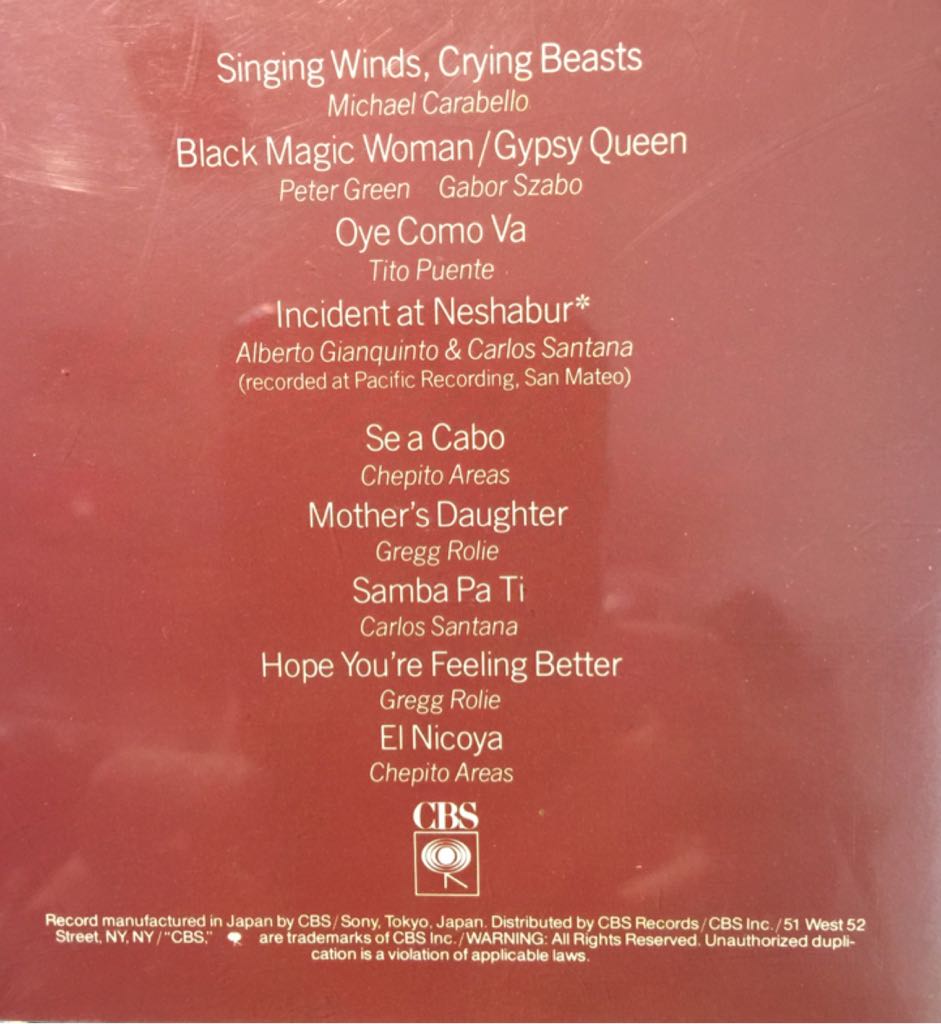 Singing Winds, Crying Beasts
Michael Carabello
Black Magic Woman/Gypsy Queen
Peter Green Gabor Szabo
Oye Como Va
Tito Puente
Incident at Neshabur*
Alberto Gianquinto & Carlos Santana
(recorded at Pacific Recording, San Mateo)
Se a Cabo
Chepito Areas
Mother's Daughter
Gregg Rolie
Samba Pa Ti
Carlos Santana
Hope You're Feeling Better
Gregg Rolie
El Nicoya
Chepito Areas
CBS
Record manufactured in Japan by CBS/Sony, Tokyo, Japan. Distributed by CBS Records/CBS Inc./51 West 52
Street, NY, NY/"CBS," are trademarks of CBS Inc./WARNING: All Rights Reserved. Unauthorized dupli-
cation is a violation of applicable laws.